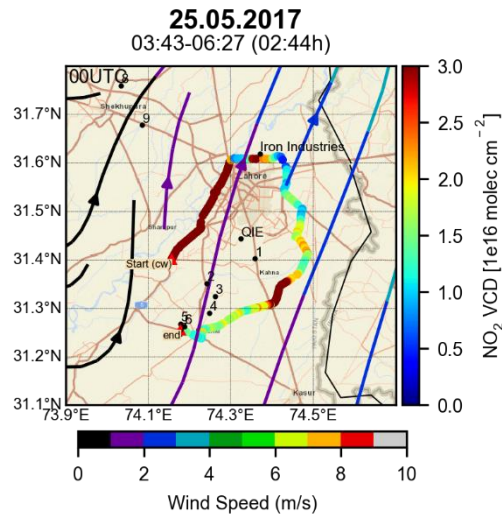 25.05.2017
03:43-06:27 (02:44h)
00UTC
8
Shekhupura
9
Iron Industries
Lahore
Sharqpur
QIE
1
Kahna
Start (cw)
2
3
4
5
6
end
Kasur
31.7°N
31.6°N
31.5°N
31.4°N
31.3°N
31.2°N
31.1°N
73.9°E
74.1°E
74.3°E
74.5°E
3.0
2.5
2.0
1.5
1.0
0.5
0.0
NO₂ VCD [1e16 molec cm⁻²]
0 2 4 6 8 10
Wind Speed (m/s)